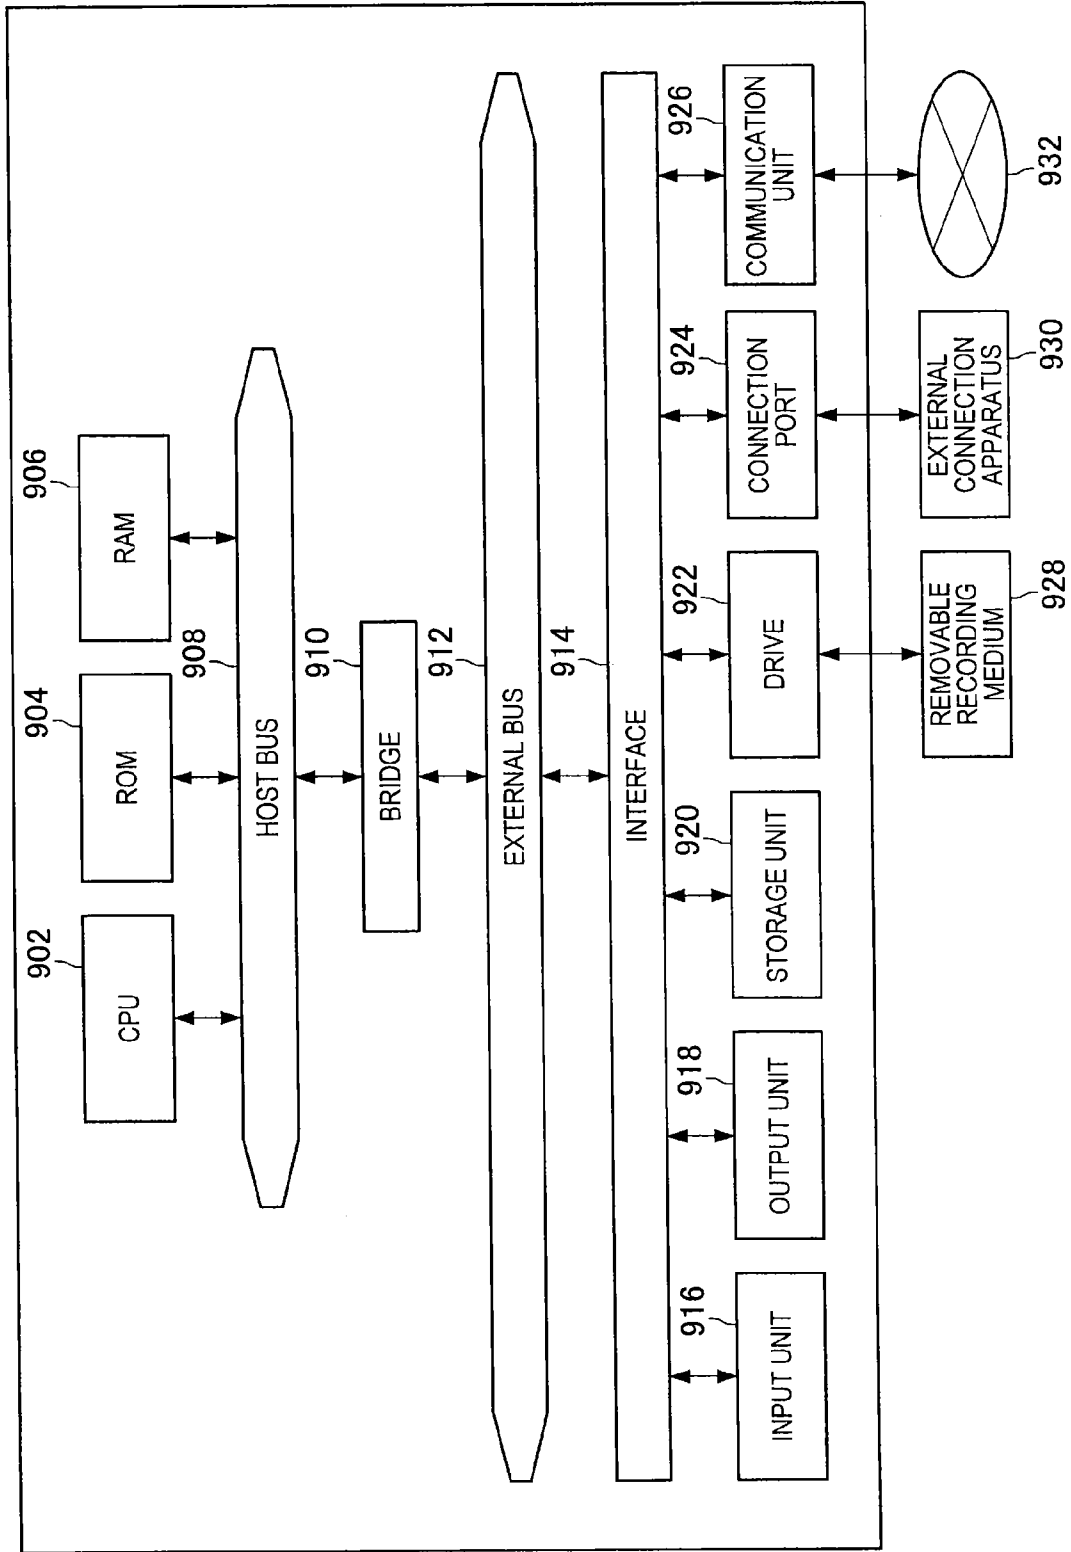 902
904
906
CPU
ROM
RAM
908
HOST BUS
910
BRIDGE
912
EXTERNAL BUS
914
INTERFACE
916
918
920
922
924
926
INPUT UNIT
OUTPUT UNIT
STORAGE UNIT
DRIVE
CONNECTION
PORT
COMMUNICATION
UNIT
REMOVABLE
RECORDING
MEDIUM
EXTERNAL
CONNECTION
APPARATUS
928
930
932